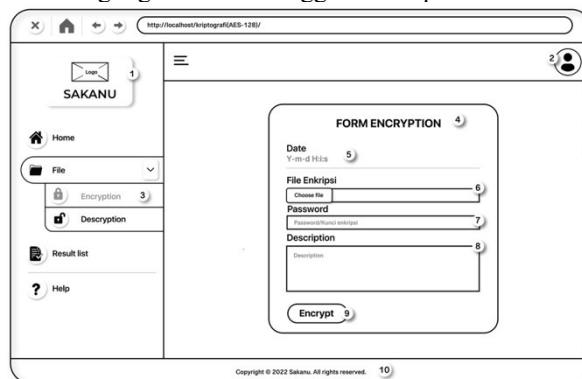 http://localhost/kriptografi(AES-128)/
Logo
1
SAKANU
2
Home
File
Encryption 3
Descryption
Result list
Help
FORM ENCRYPTION 4
Date
Y-m-d H:i:s 5
File Enkripsi
Choose file 6
Password
Password/Kunci enkripsi 7
Description
Description 8
Encrypt 9
Copyright © 2022 Sakanu. All rights reserved. 10